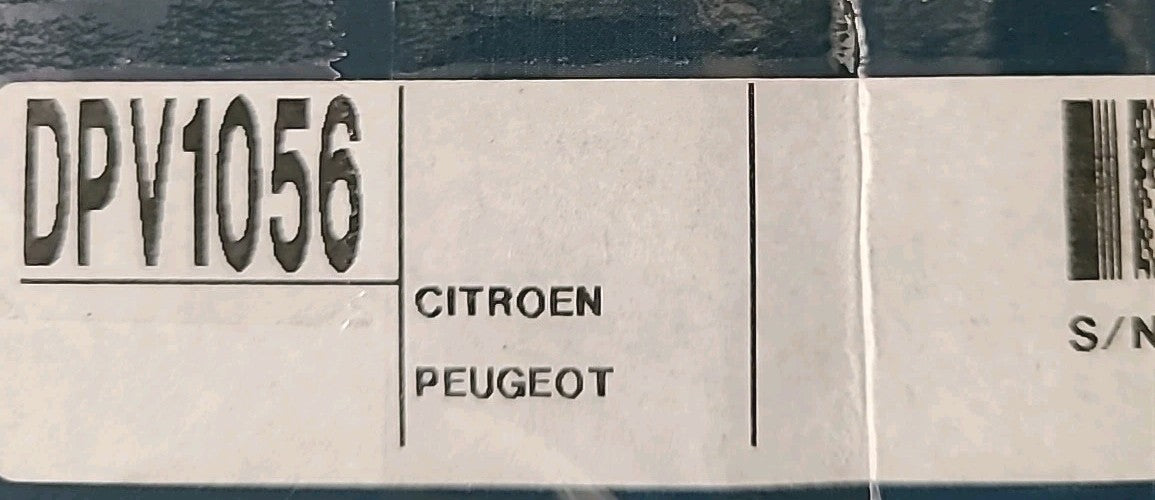 DPV1056
CITROEN
PEUGEOT
S/N